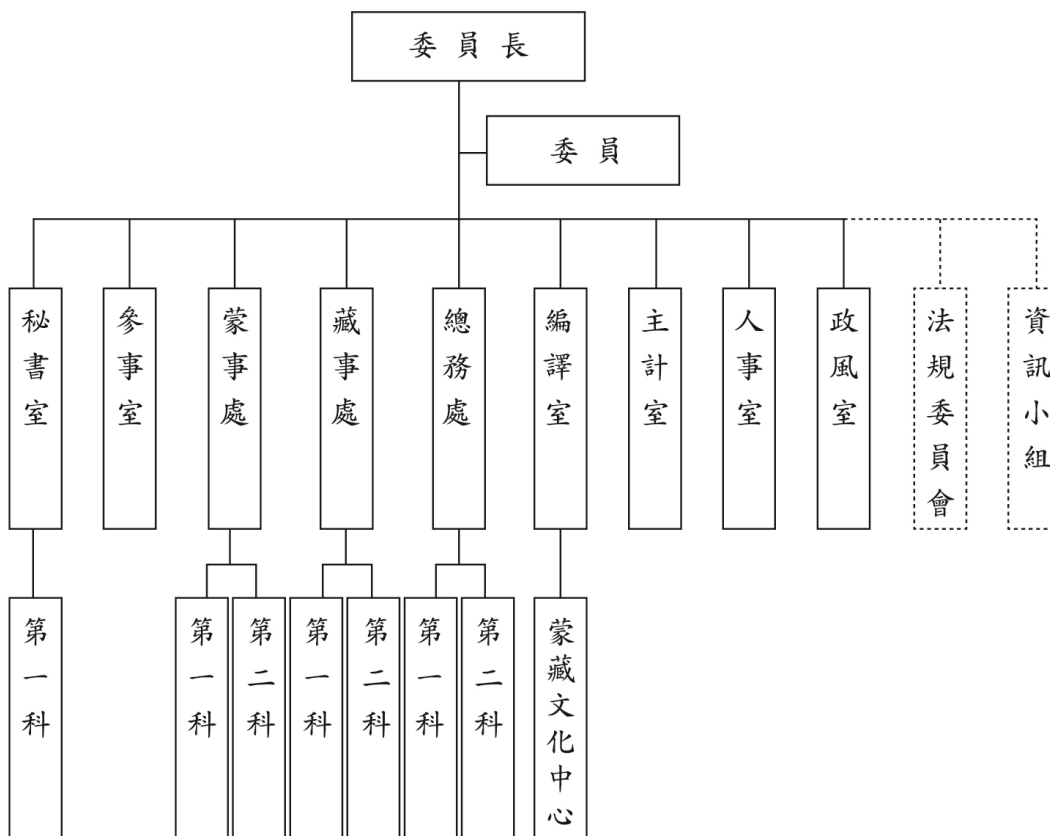 委員長
委員
秘書室
參事室
蒙事處
藏事處
總務處
編譯室
主計室
人事室
政風室
法規委員會
資訊小組
第一科
第一科
第二科
第一科
第二科
第一科
第二科
蒙藏文化中心